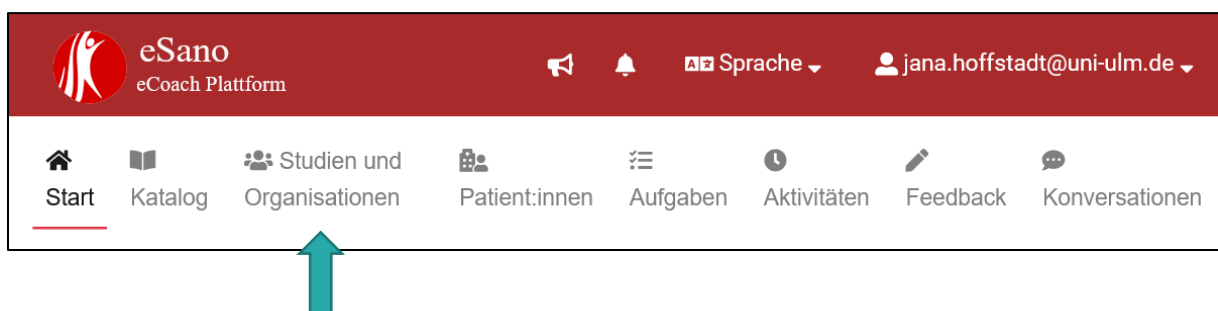 eSano
eCoach Plattform
Sprache
jana.hoffstadt@uni-ulm.de
Start
Katalog
Studien und
Organisationen
Patient:innen
Aufgaben
Aktivitäten
Feedback
Konversationen